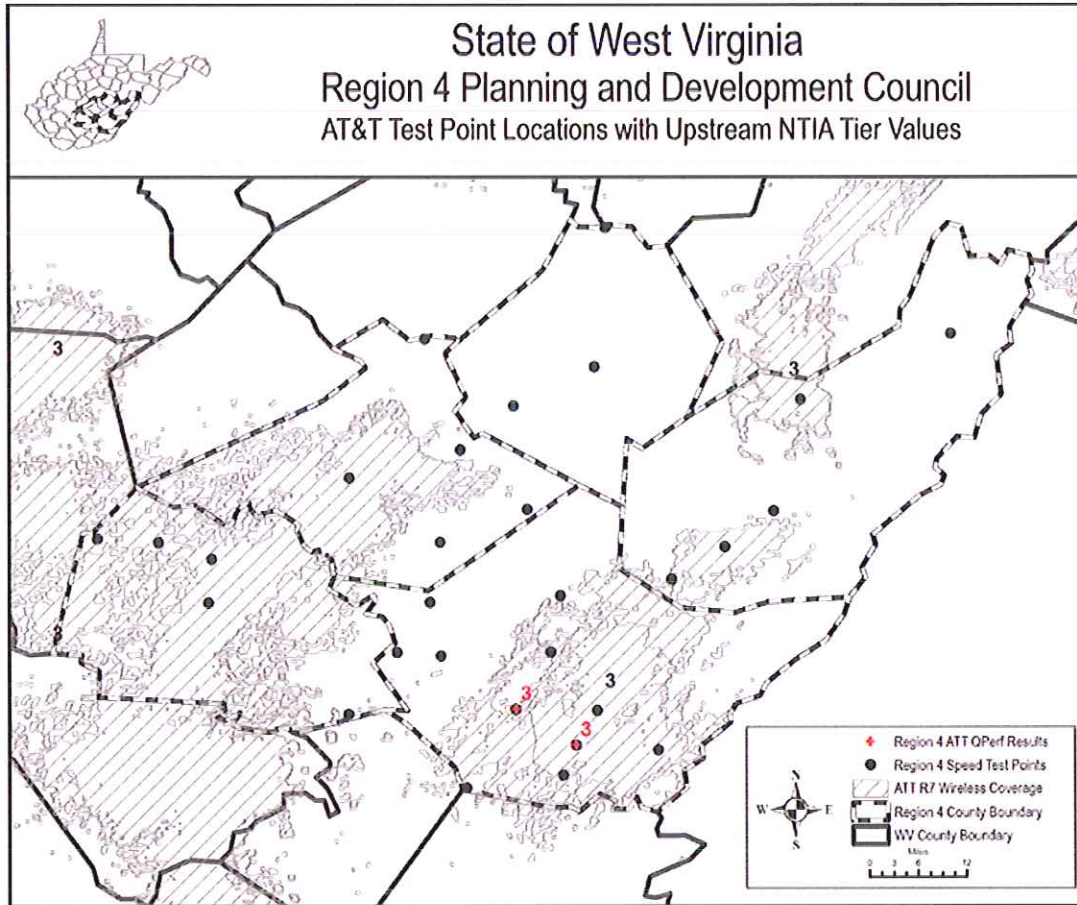 State of West Virginia
Region 4 Planning and Development Council
AT&T Test Point Locations with Upstream NTIA Tier Values
3
3
3
3
3
Region 4 ATT QPerf Results
Region 4 Speed Test Points
ATT R7 Wireless Coverage
Region 4 County Boundary
WV County Boundary
Miles
0 3 6 12
N
W E
S